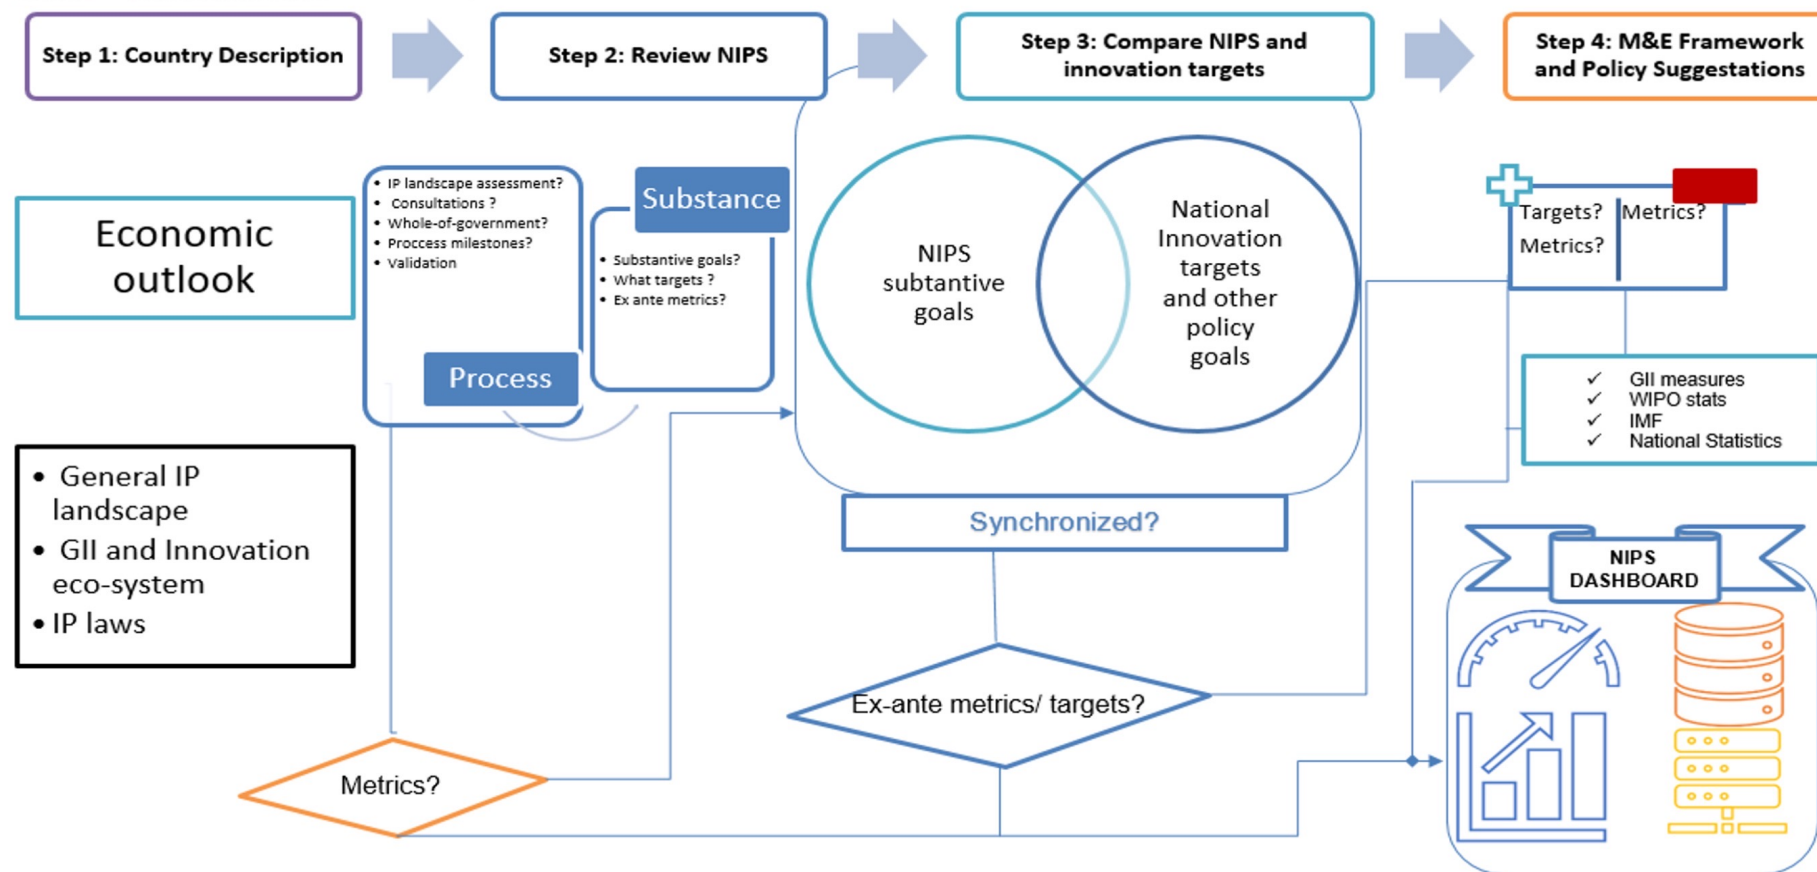 Step 1: Country Description
Step 2: Review NIPS
Step 3: Compare NIPS and
innovation targets
Step 4: M&E Framework
and Policy Suggestations
Economic
outlook
• General IP
landscape
• GII and Innovation
eco-system
• IP laws
• IP landscape assessment?
• Consultations ?
• Whole-of-government?
• Proccess milestones?
• Validation
Process
Substance
• Substantive goals?
• What targets ?
• Ex ante metrics?
Metrics?
NIPS
subtantive
goals
National
Innovation
targets
and other
policy
goals
Synchronized?
Ex-ante metrics/ targets?
Targets?
Metrics?
Metrics?
✓ GII measures
✓ WIPO stats
✓ IMF
✓ National Statistics
NIPS
DASHBOARD